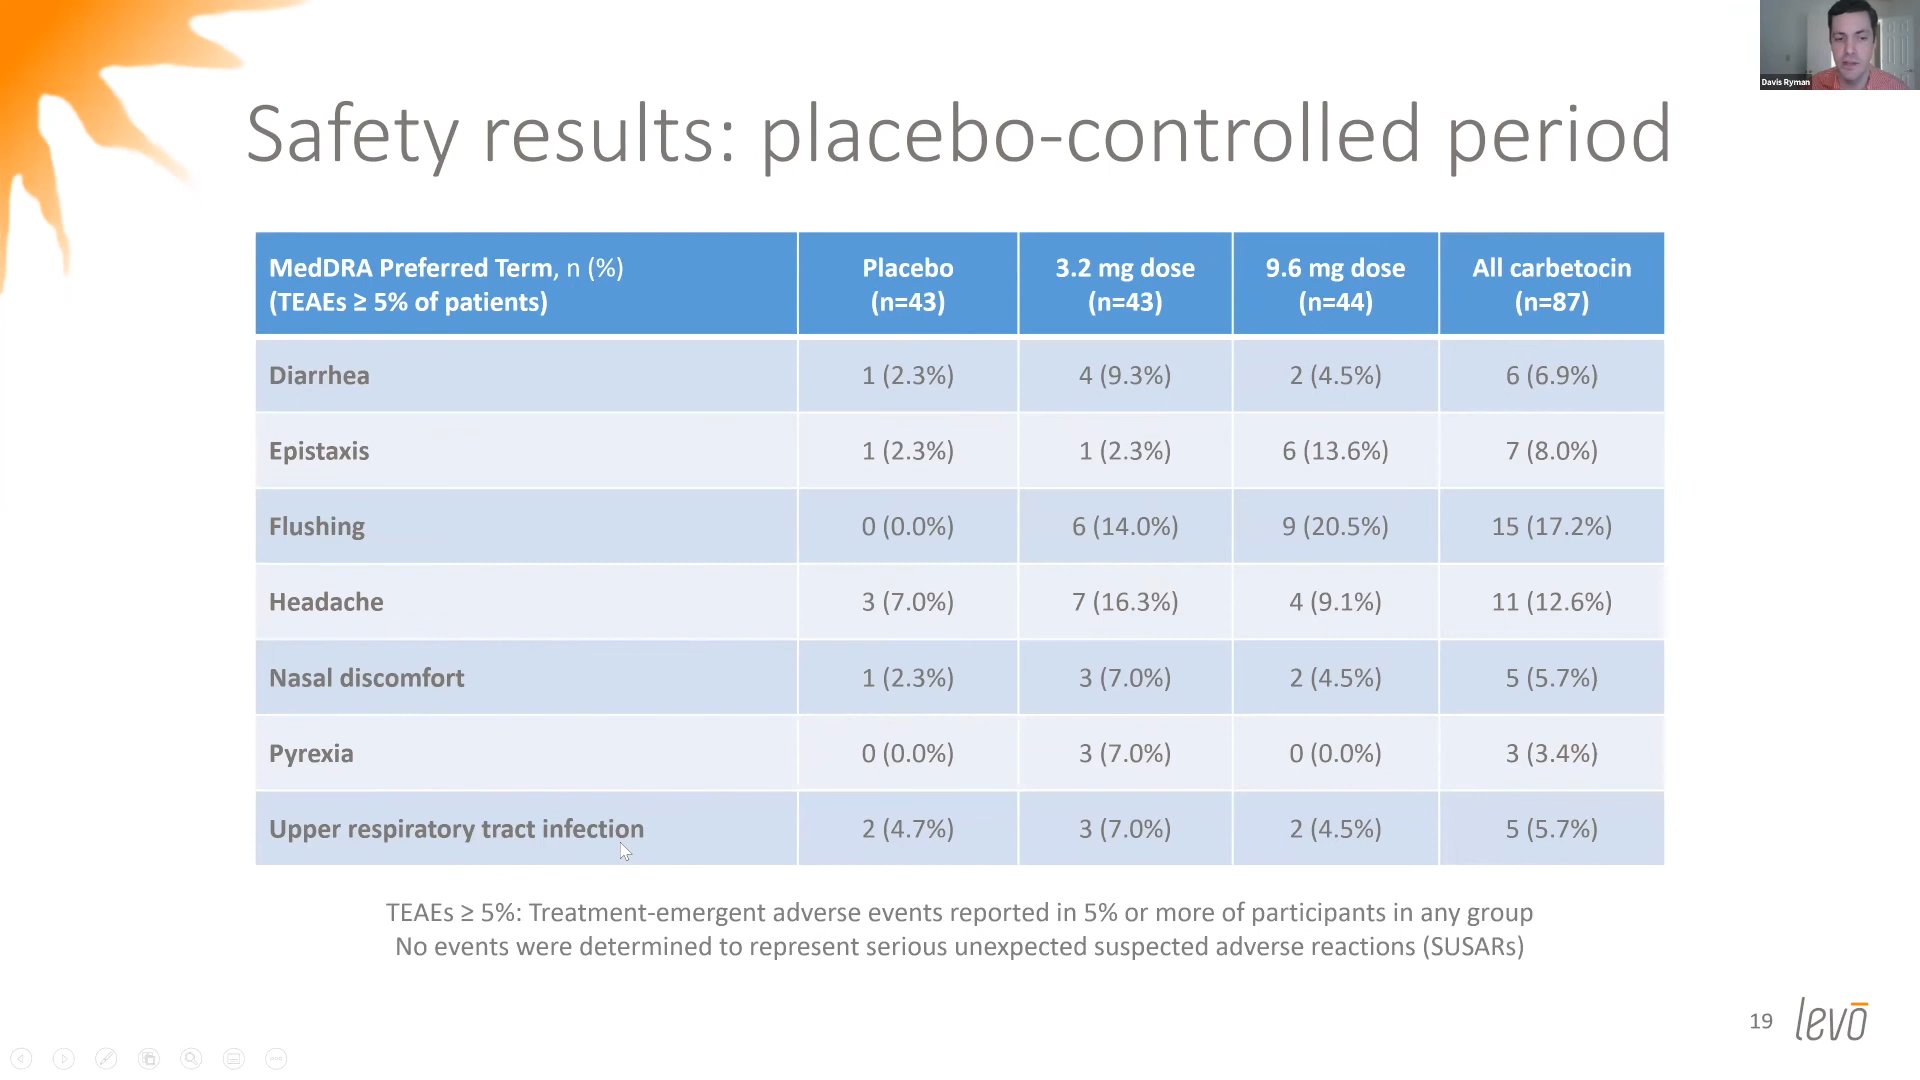 Davis Ryman
Safety results: placebo-controlled period
MedDRA Preferred Term, n (%)
(TEAEs ≥ 5% of patients)
Placebo
(n=43)
3.2 mg dose
(n=43)
9.6 mg dose
(n=44)
All carbetocin
(n=87)
Diarrhea 1 (2.3%) 4 (9.3%) 2 (4.5%) 6 (6.9%)
Epistaxis 1 (2.3%) 1 (2.3%) 6 (13.6%) 7 (8.0%)
Flushing 0 (0.0%) 6 (14.0%) 9 (20.5%) 15 (17.2%)
Headache 3 (7.0%) 7 (16.3%) 4 (9.1%) 11 (12.6%)
Nasal discomfort 1 (2.3%) 3 (7.0%) 2 (4.5%) 5 (5.7%)
Pyrexia 0 (0.0%) 3 (7.0%) 0 (0.0%) 3 (3.4%)
Upper respiratory tract infection 2 (4.7%) 3 (7.0%) 2 (4.5%) 5 (5.7%)
TEAEs ≥ 5%: Treatment-emergent adverse events reported in 5% or more of participants in any group
No events were determined to represent serious unexpected suspected adverse reactions (SUSARs)
19 levō